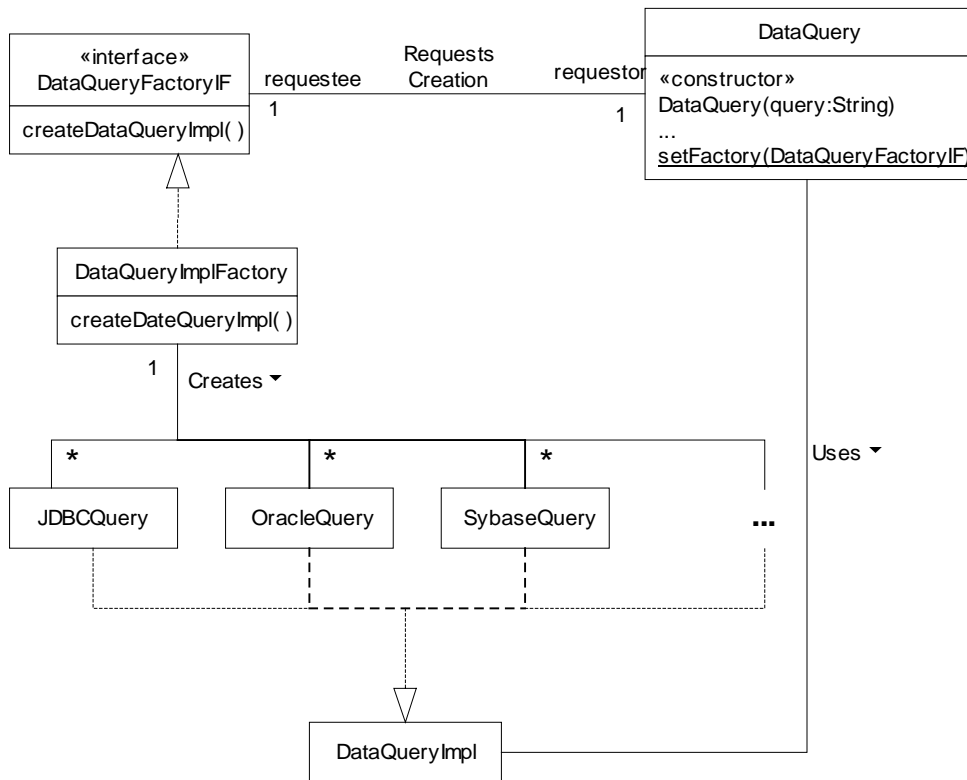 «interface»
DataQueryFactoryIF
createDataQueryImpl( )
requestee
1
Requests
Creation
requestor
1
DataQuery
«constructor»
DataQuery(query:String)
...
setFactory(DataQueryFactoryIF)
DataQueryImplFactory
createDateQueryImpl( )
1
Creates
*
*
*
Uses
JDBCQuery
OracleQuery
SybaseQuery
...
DataQueryImpl